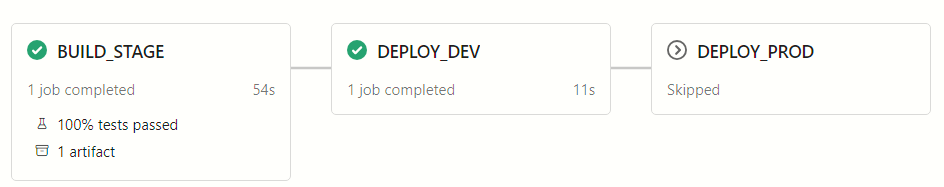 BUILD_STAGE
1 job completed 54s
100% tests passed
1 artifact
DEPLOY_DEV
1 job completed 11s
DEPLOY_PROD
Skipped